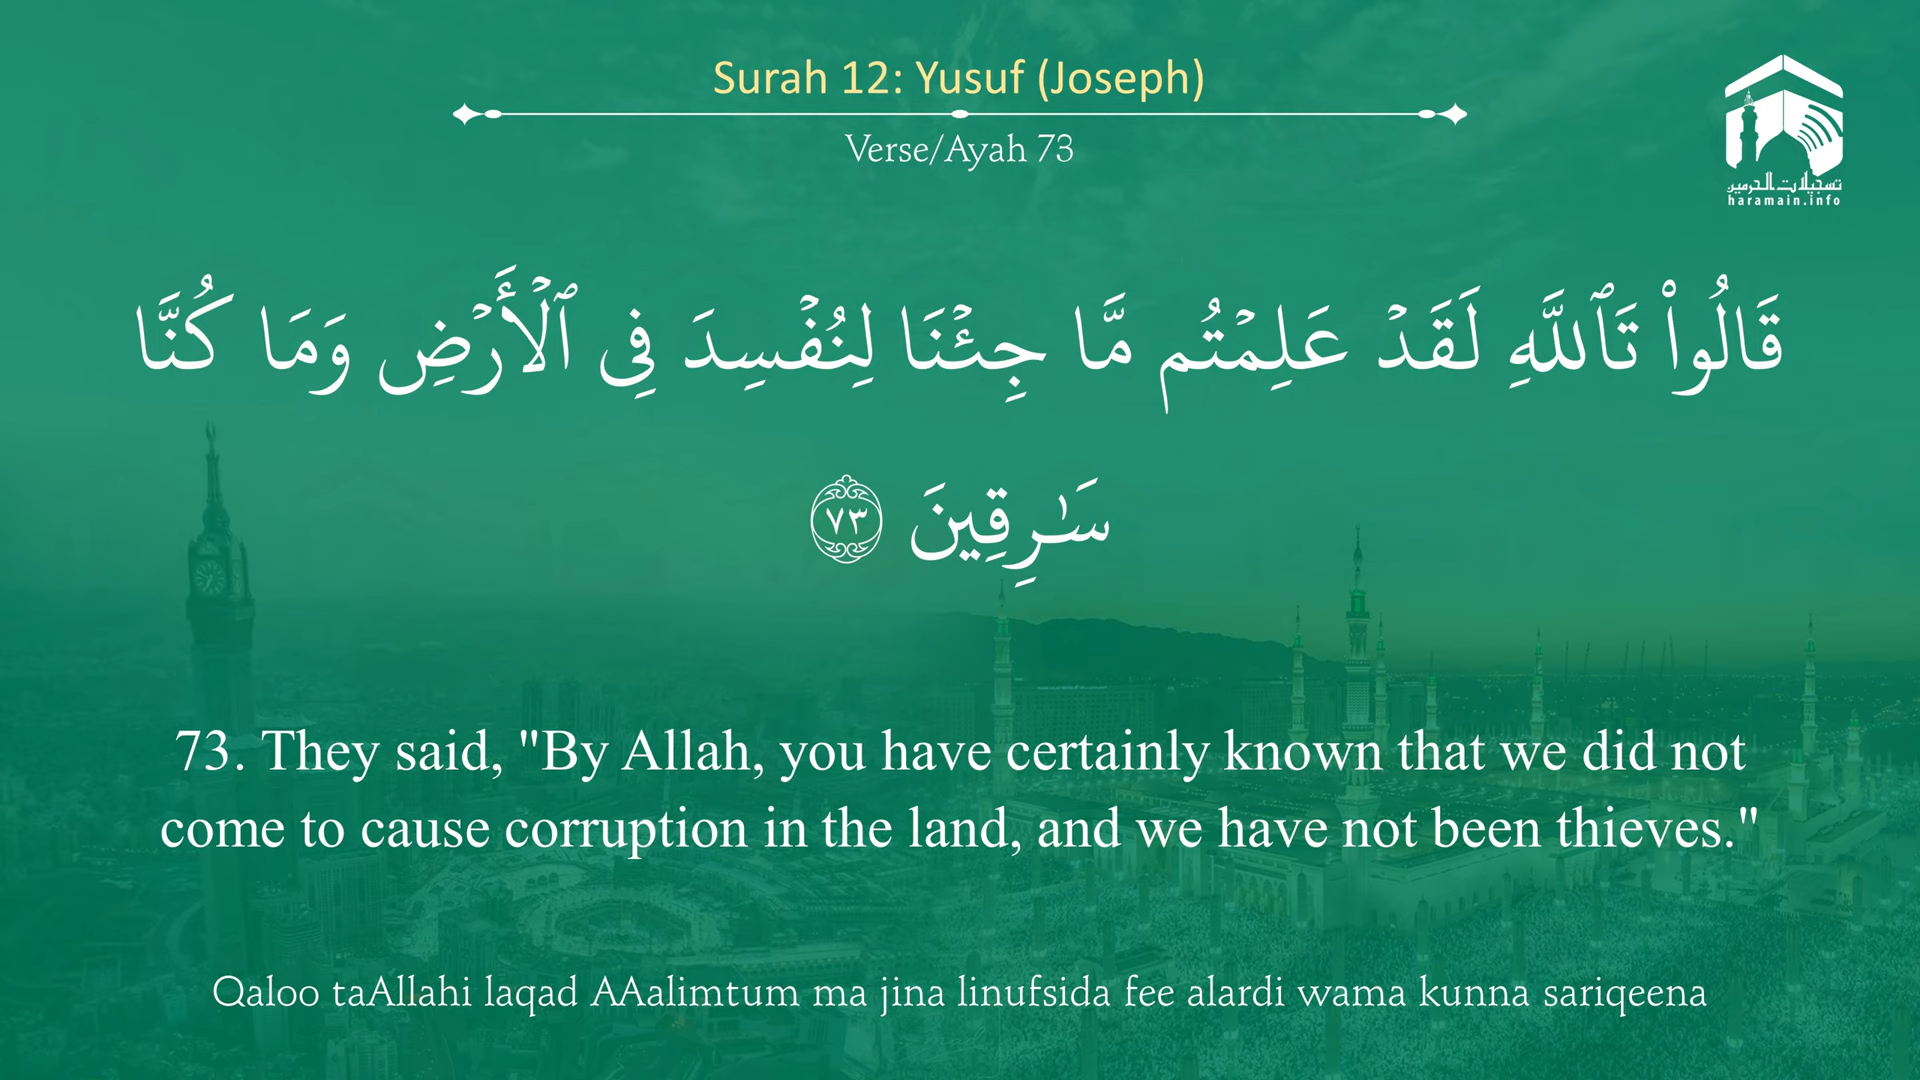 Surah 12: Yusuf (Joseph)
Verse/Ayah 73
تسجيلات الحرمين
haramain.info
قَالُوا۟ تَٱللَّهِ لَقَدْ عَلِمْتُم مَّا جِئْنَا لِنُفْسِدَ فِى ٱلْأَرْضِ وَمَا كُنَّا
سَـٰرِقِينَ ٧٣
73. They said, "By Allah, you have certainly known that we did not
come to cause corruption in the land, and we have not been thieves."
Qaloo taAllahi laqad AAalimtum ma jina linufsida fee alardi wama kunna sariqeena